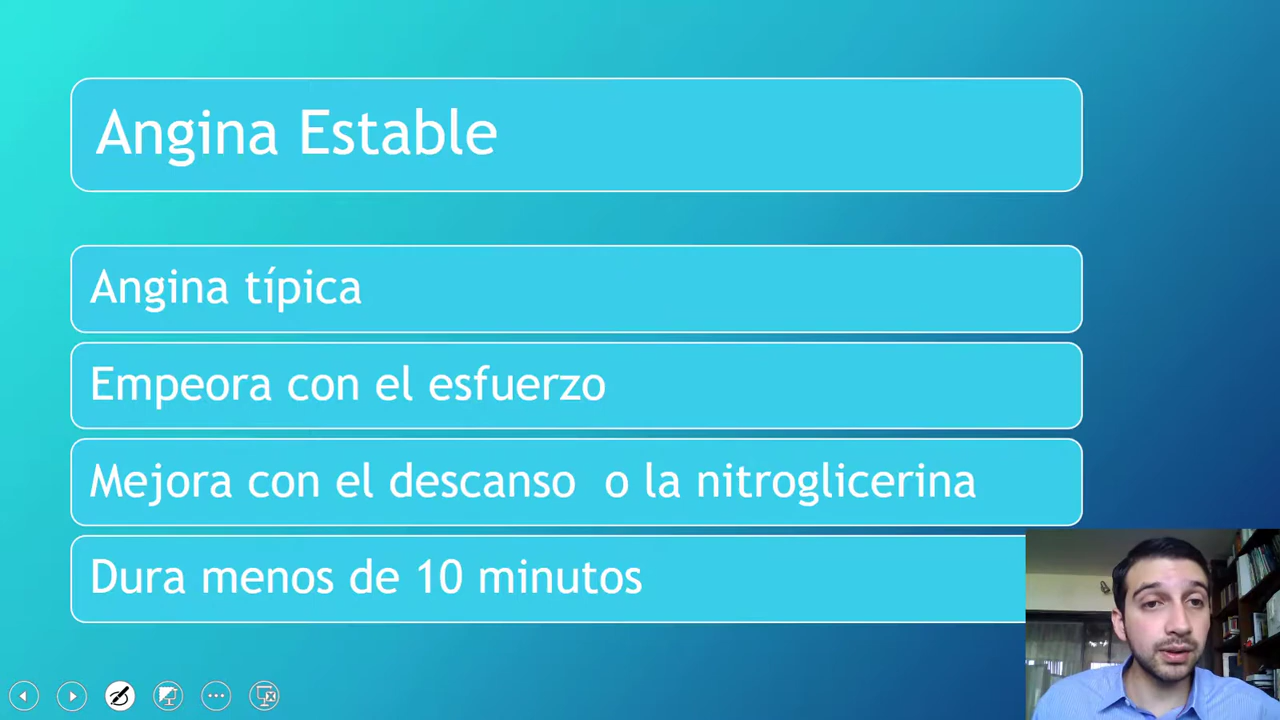 Angina Estable
Angina típica
Empeora con el esfuerzo
Mejora con el descanso  o la nitroglicerina
Dura menos de 10 minutos